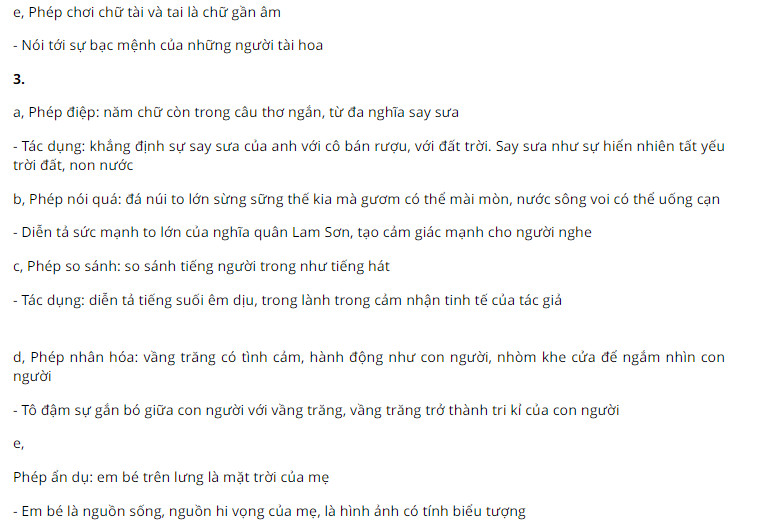 e, Phép chơi chữ tài và tai là chữ gần âm
- Nói tới sự bạc mệnh của những người tài hoa
3.
a, Phép điệp: năm chữ còn trong câu thơ ngắn, từ đa nghĩa say sưa
- Tác dụng: khẳng định sự say sưa của anh với cô bán rượu, với đất trời. Say sưa như sự hiển nhiên tất yếu
trời đất, non nước
b, Phép nói quá: đá núi to lớn sừng sững thế kia mà gươm có thể mài mòn, nước sông voi có thể uống cạn
- Diễn tả sức mạnh to lớn của nghĩa quân Lam Sơn, tạo cảm giác mạnh cho người nghe
c, Phép so sánh: so sánh tiếng người trong như tiếng hát
- Tác dụng: diễn tả tiếng suối êm dịu, trong lành trong cảm nhận tinh tế của tác giả
d, Phép nhân hóa: vầng trăng có tình cảm, hành động như con người, nhòm khe cửa để ngắm nhìn con
người
- Tô đậm sự gắn bó giữa con người với vầng trăng, vầng trăng trở thành tri kỉ của con người
e,
Phép ẩn dụ: em bé trên lưng là mặt trời của mẹ
- Em bé là nguồn sống, nguồn hi vọng của mẹ, là hình ảnh có tính biểu tượng